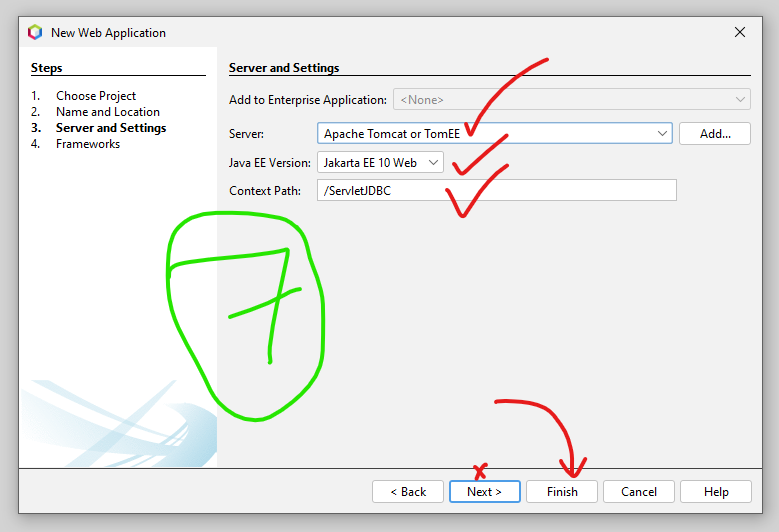 New Web Application
Steps
1. Choose Project
2. Name and Location
3. Server and Settings
4. Frameworks
Server and Settings
Add to Enterprise Application: <None>
Server: Apache Tomcat or TomEE Add...
Java EE Version: Jakarta EE 10 Web
Context Path: /ServletJDBC
7
x
< Back Next > Finish Cancel Help